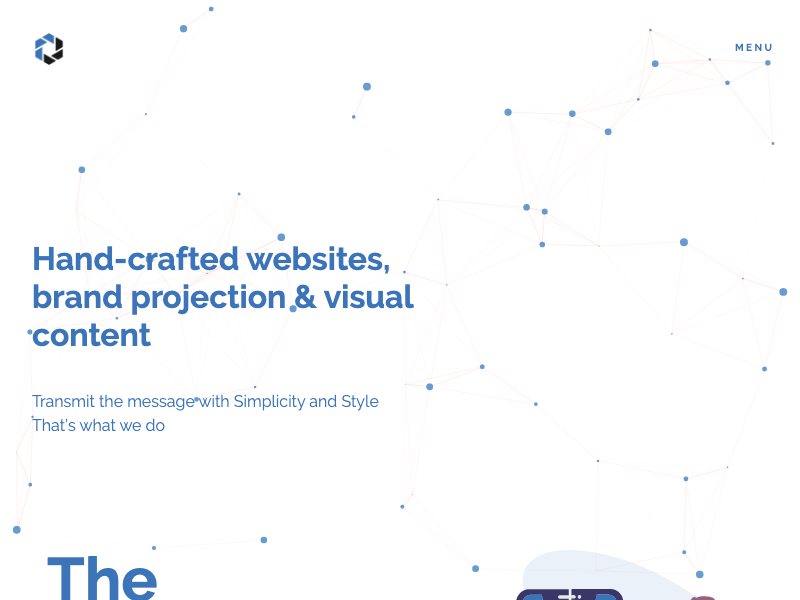 MENU
Hand-crafted websites,
brand projection & visual
content
Transmit the message with Simplicity and Style
That's what we do
The